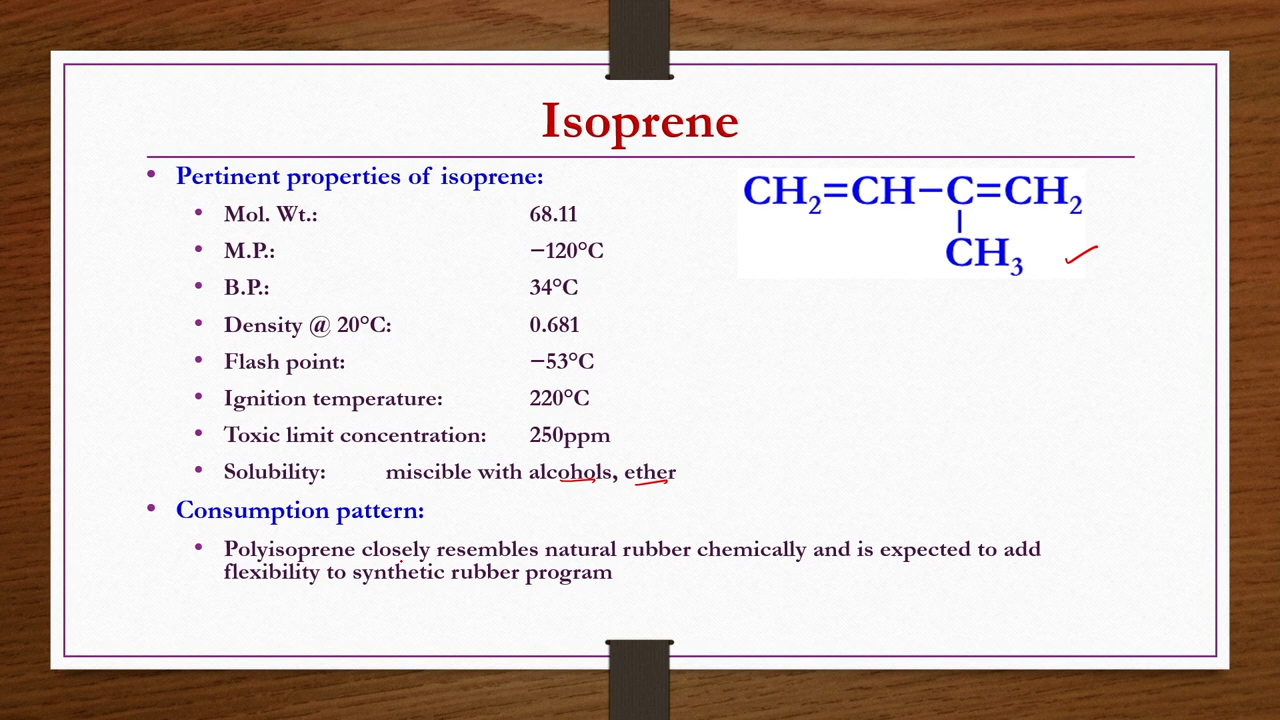 Isoprene
• Pertinent properties of isoprene:
• Mol. Wt.: 68.11
• M.P.: −120°C
• B.P.: 34°C
• Density @ 20°C: 0.681
• Flash point: −53°C
• Ignition temperature: 220°C
• Toxic limit concentration: 250ppm
• Solubility: miscible with alcohols, ether
• Consumption pattern:
• Polyisoprene closely resembles natural rubber chemically and is expected to add
flexibility to synthetic rubber program
CH₂=CH−C=CH₂
|
CH₃